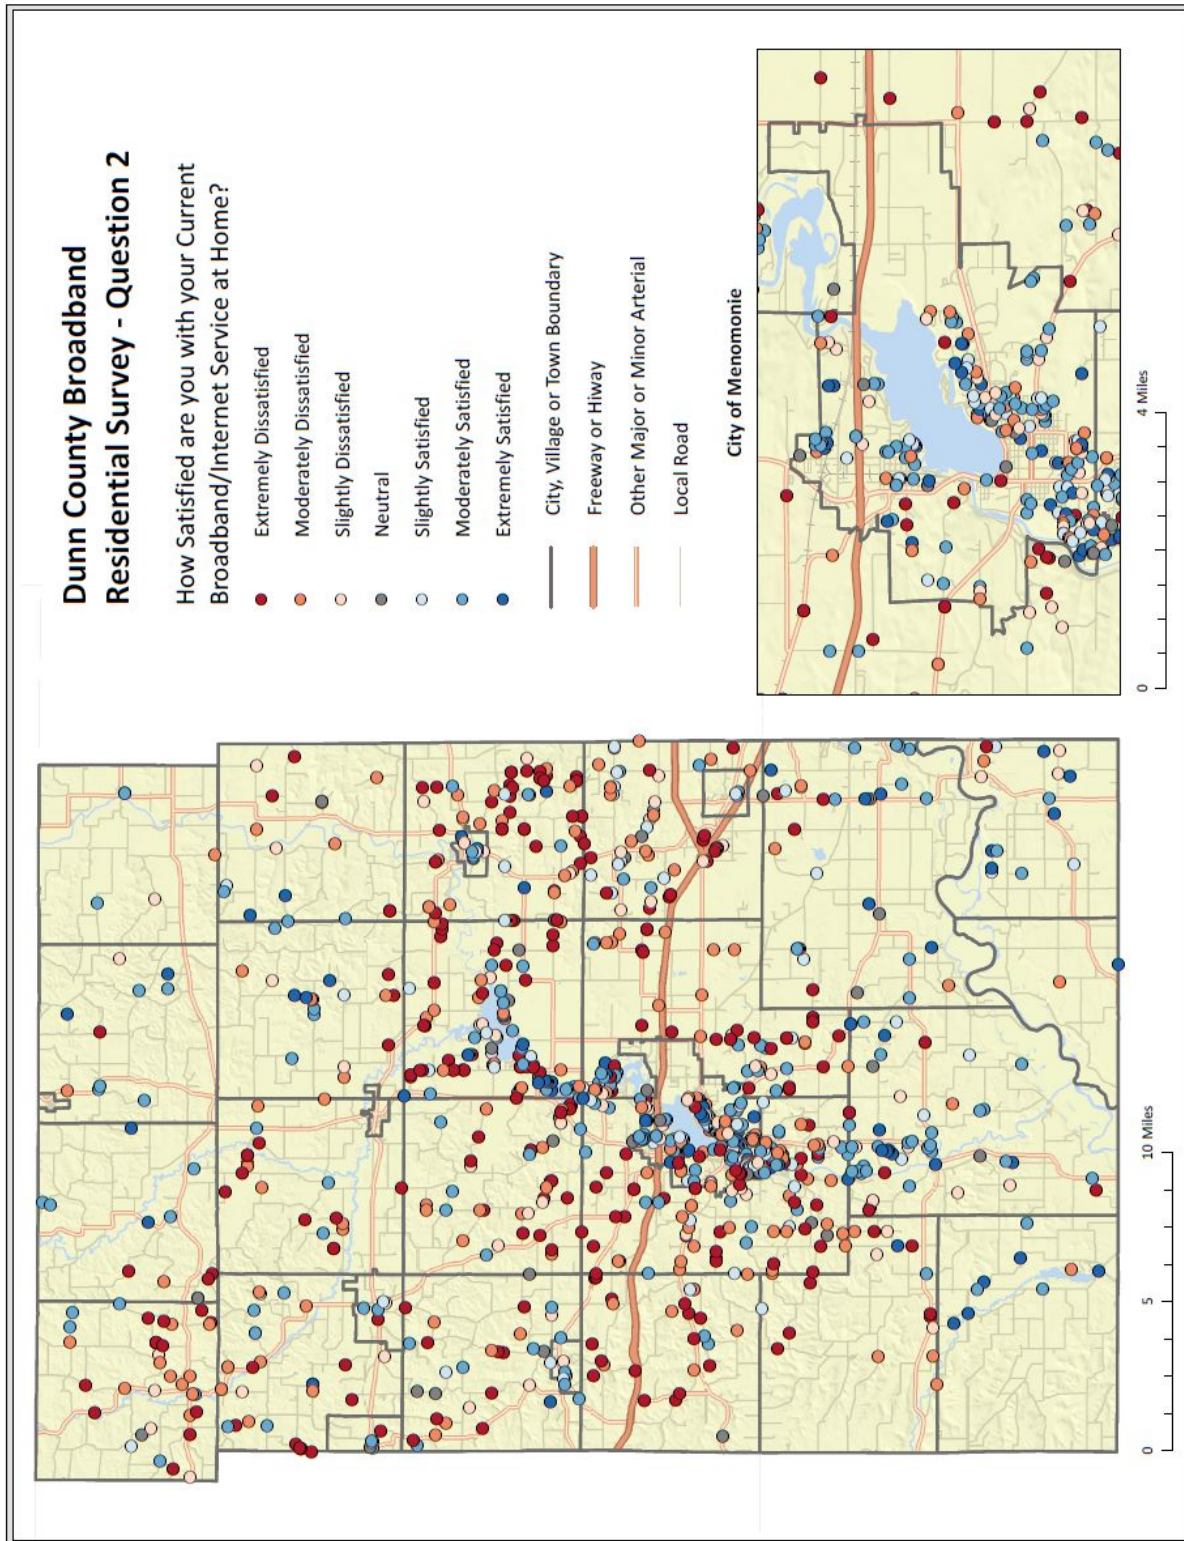 Dunn County Broadband
Residential Survey - Question 2
How Satisfied are you with your Current
Broadband/Internet Service at Home?
Extremely Dissatisfied
Moderately Dissatisfied
Slightly Dissatisfied
Neutral
Slightly Satisfied
Moderately Satisfied
Extremely Satisfied
City, Village or Town Boundary
Freeway or Hiway
Other Major or Minor Arterial
Local Road
City of Menomonie
0 4 Miles
0 5 10 Miles